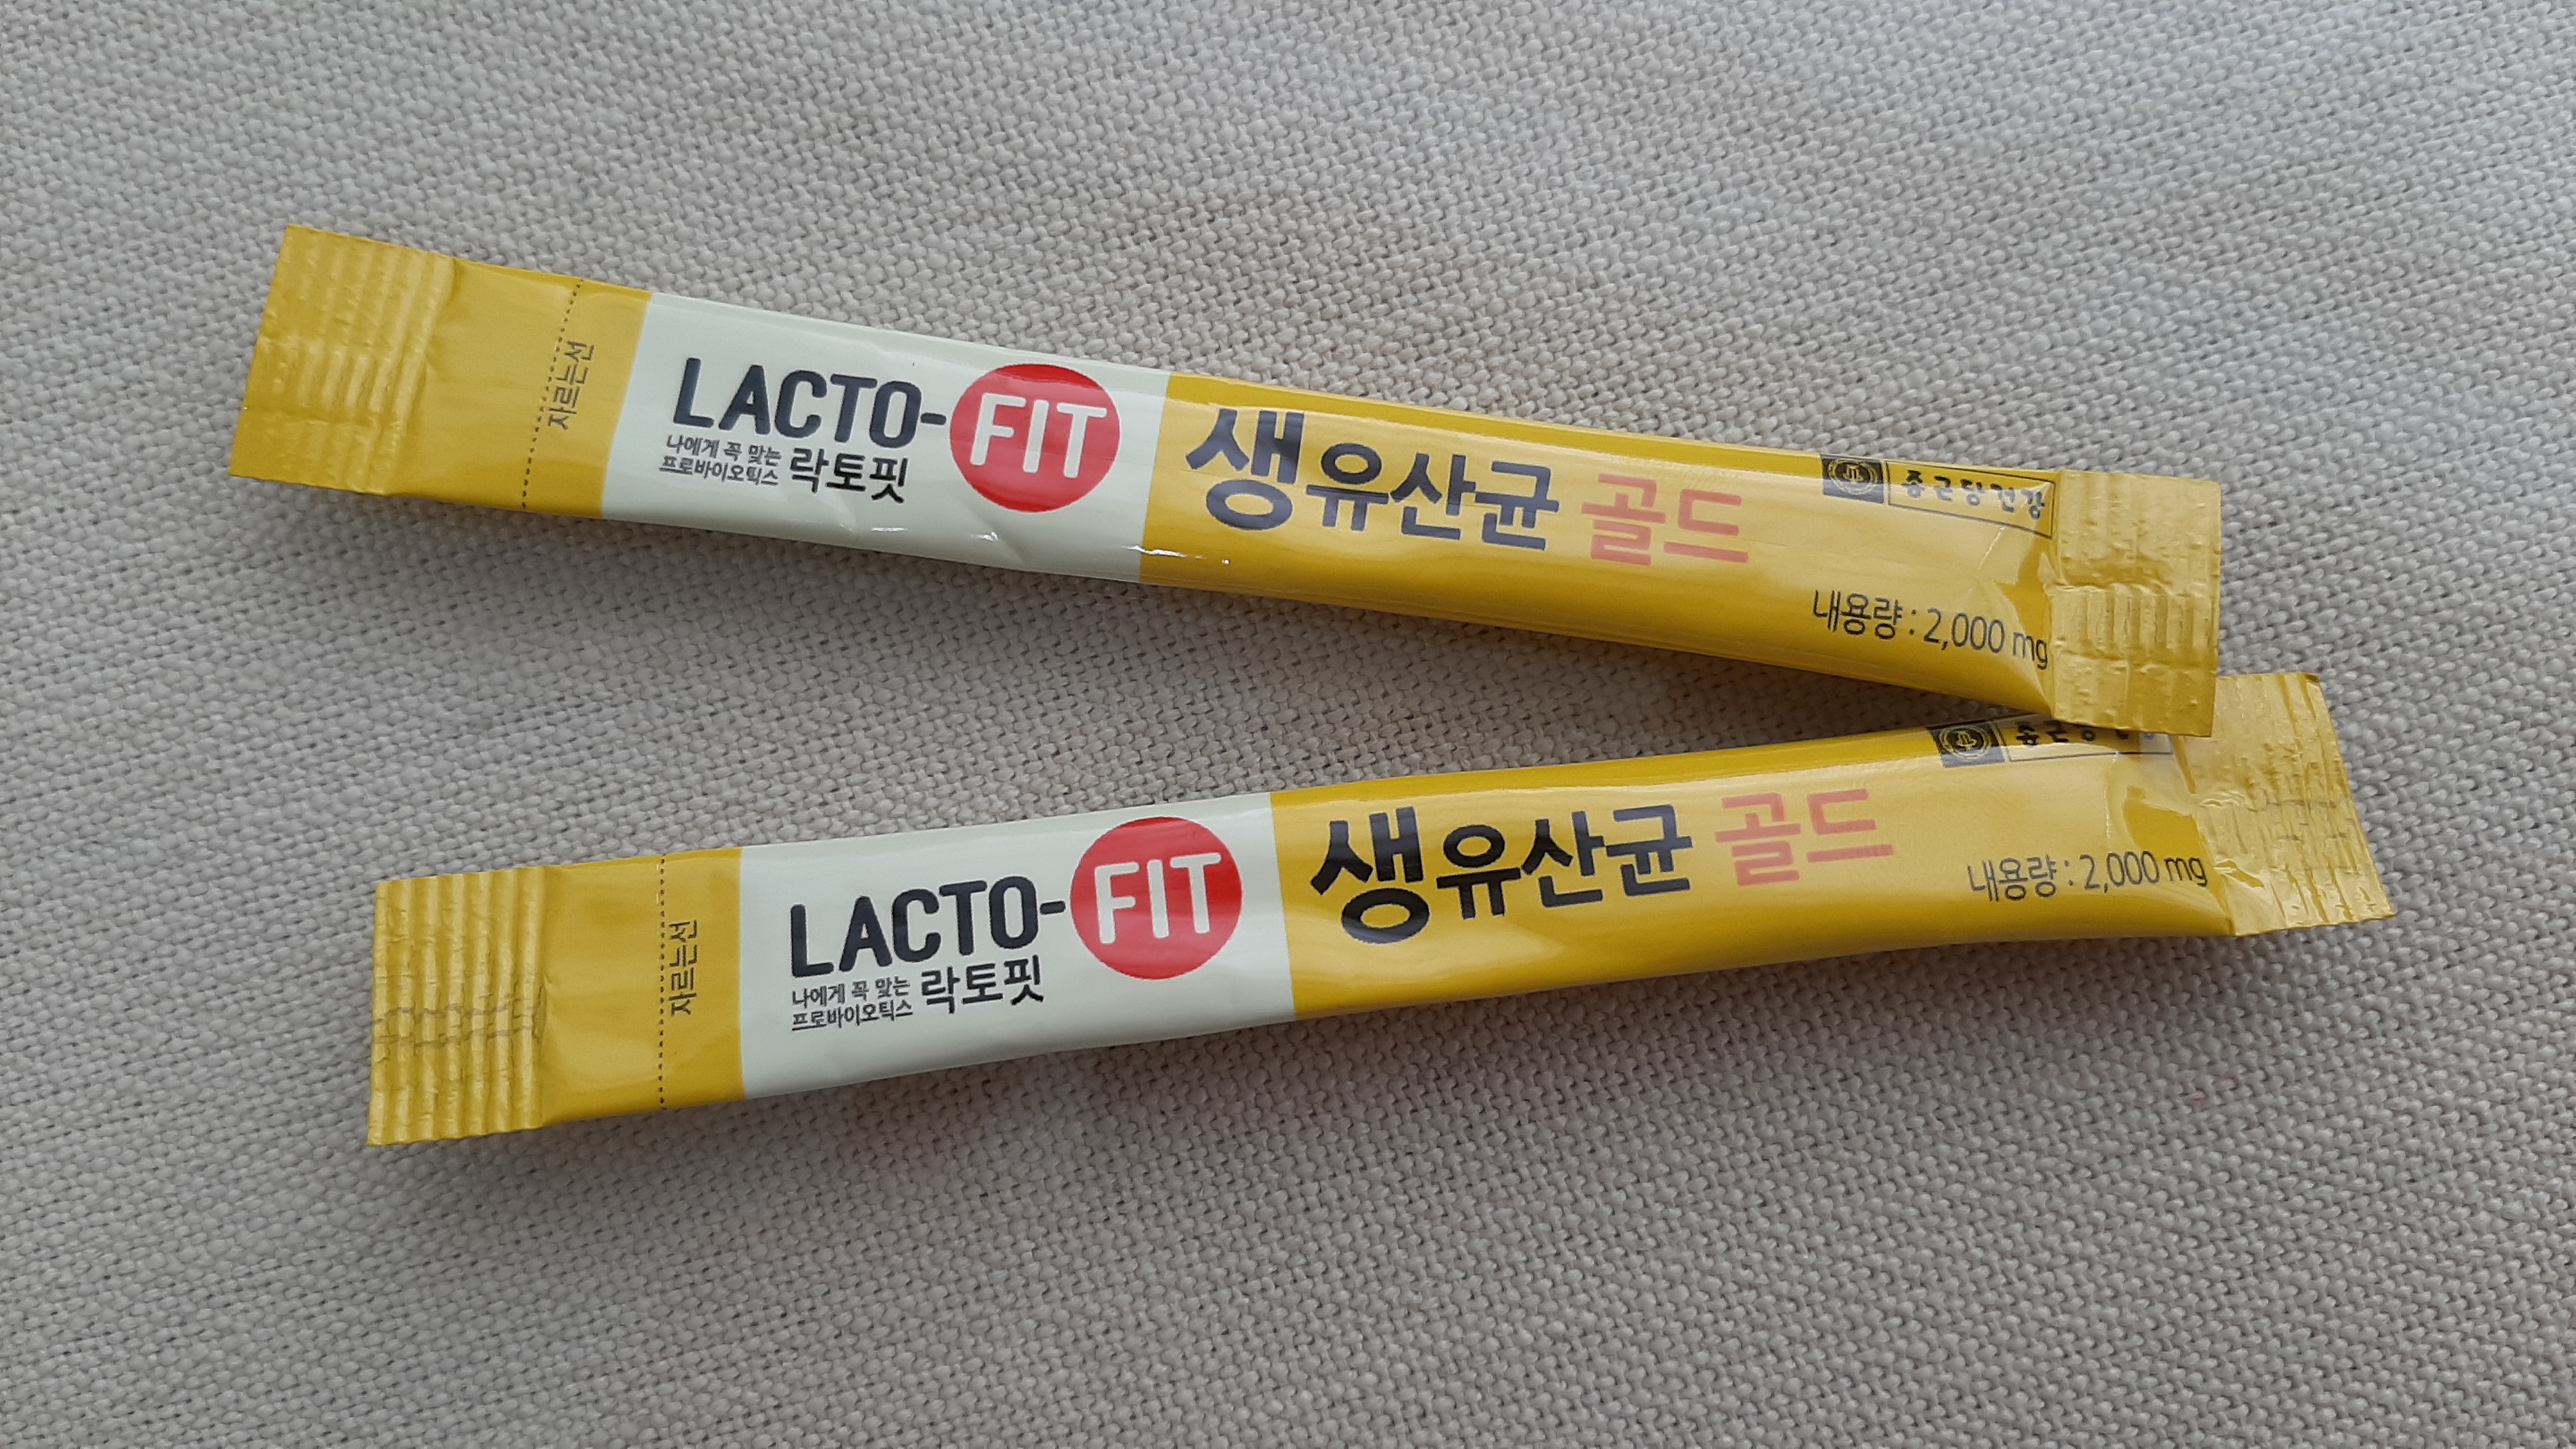 자르는선
LACTO-FIT
나에게 꼭 맞는
프로바이오틱스 락토핏
생유산균 골드
종근당건강
내용량 : 2,000 mg
자르는선
LACTO-FIT
나에게 꼭 맞는
프로바이오틱스 락토핏
생유산균 골드
내용량 : 2,000 mg